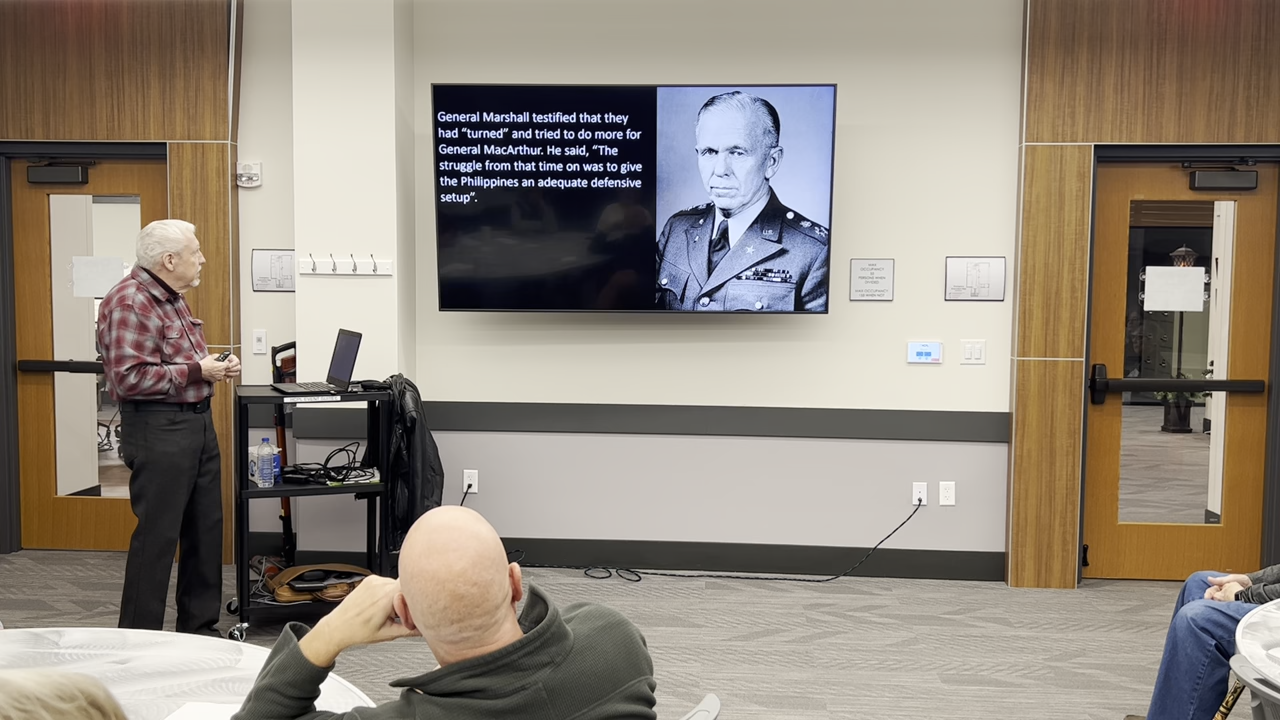 General Marshall testified that they
had “turned” and tried to do more for
General MacArthur. He said, “The
struggle from that time on was to give
the Philippines an adequate defensive
setup”.